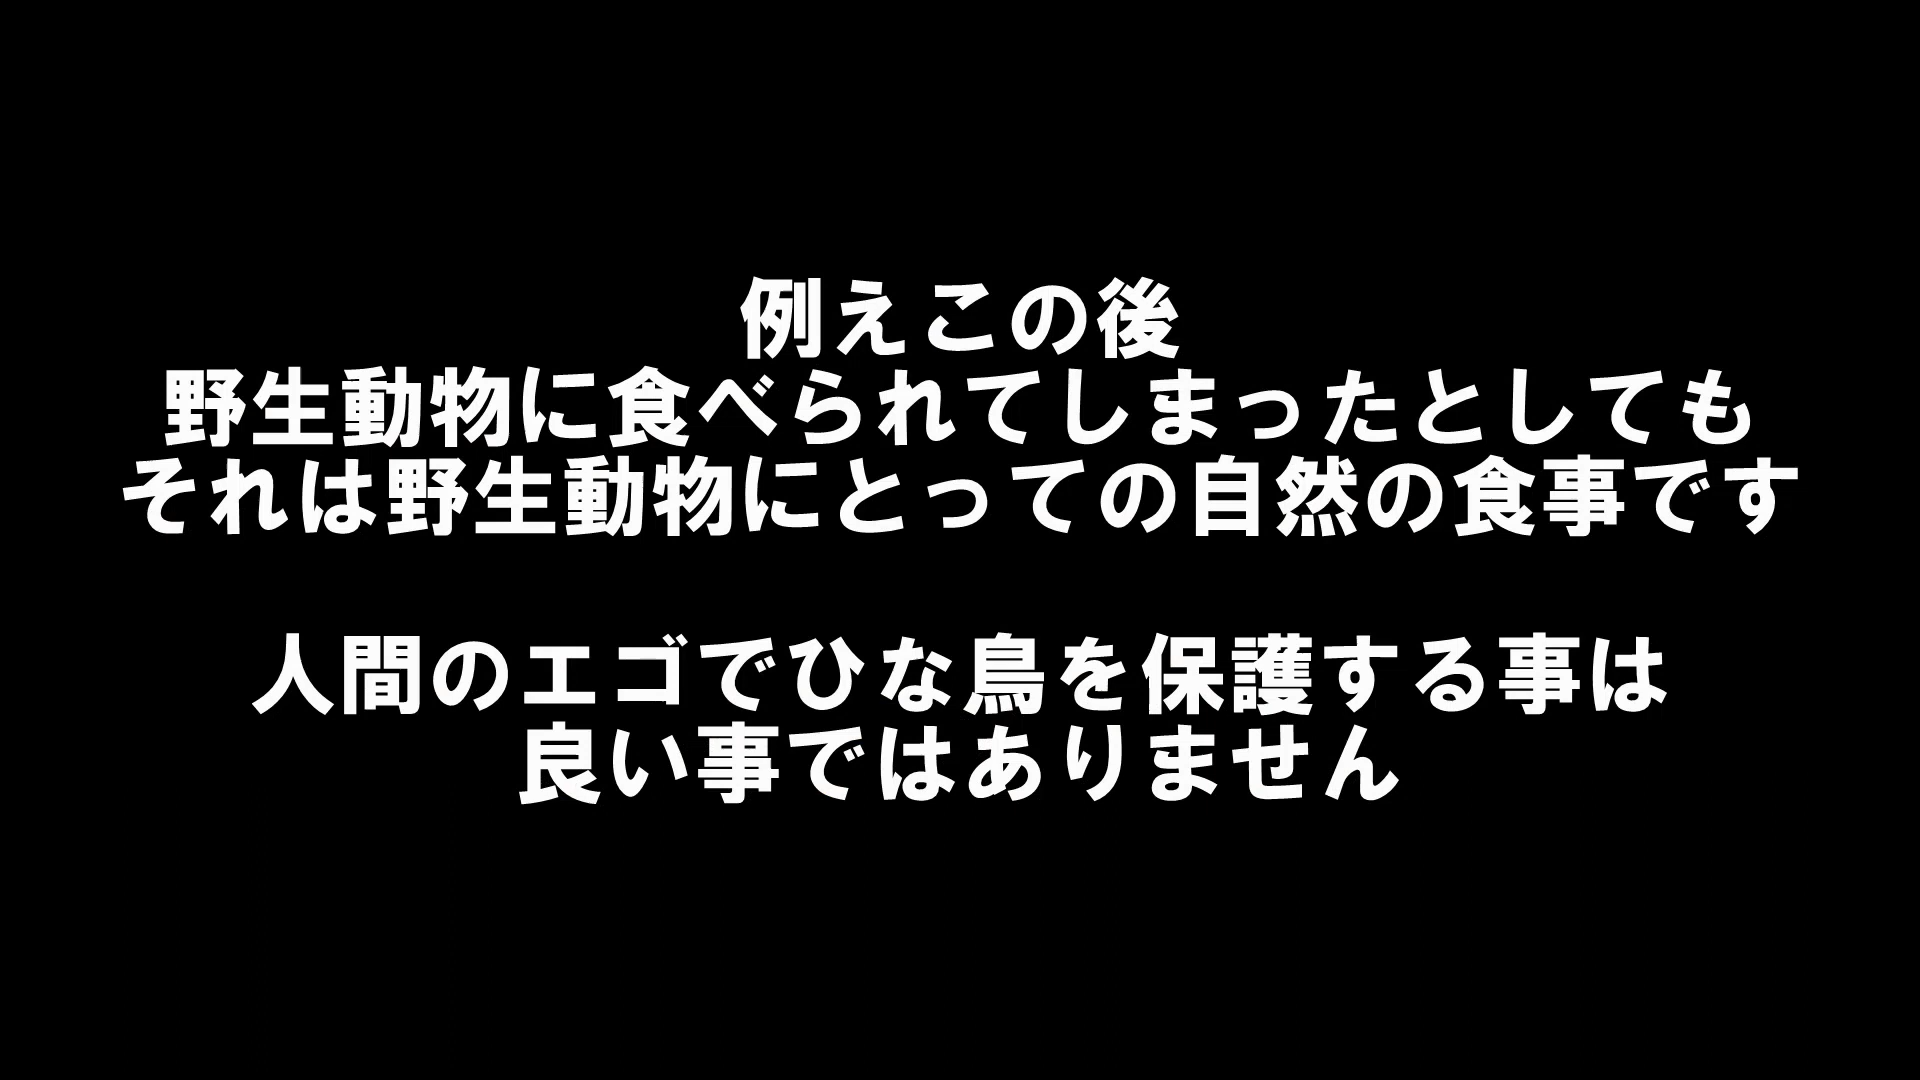 例えこの後
野生動物に食べられてしまったとしても
それは野生動物にとっての自然の食事です
人間のエゴでひな鳥を保護する事は
良い事ではありません